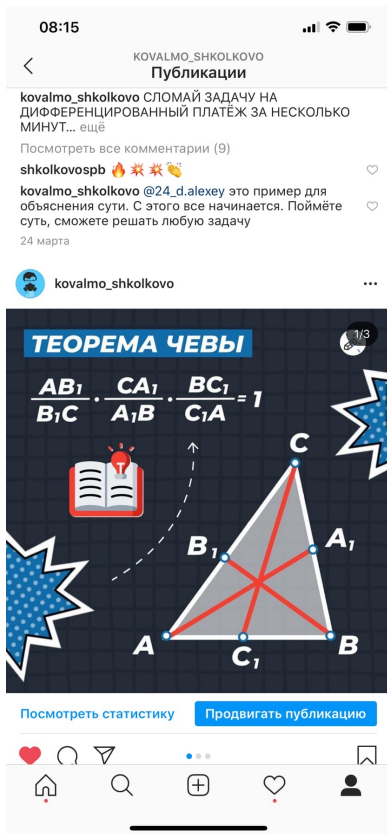 08:15
KOVALMO_SHKOLKOVO
Публикации
kovalmo_shkolkovo СЛОМАЙ ЗАДАЧУ НА
ДИФФЕРЕНЦИРОВАННЫЙ ПЛАТЁЖ ЗА НЕСКОЛЬКО
МИНУТ... ещё
Посмотреть все комментарии (9)
shkolkovospb 🔥💥💥👏
kovalmo_shkolkovo @24_d.alexey это пример для
объяснения сути. С этого все начинается. Поймёте
суть, сможете решать любую задачу
24 марта
kovalmo_shkolkovo
1/3
ТЕОРЕМА ЧЕВЫ
AB₁/B₁C · CA₁/A₁B · BC₁/C₁A = 1
T
C
B₁
A₁
A
C₁
B
Посмотреть статистику
Продвигать публикацию